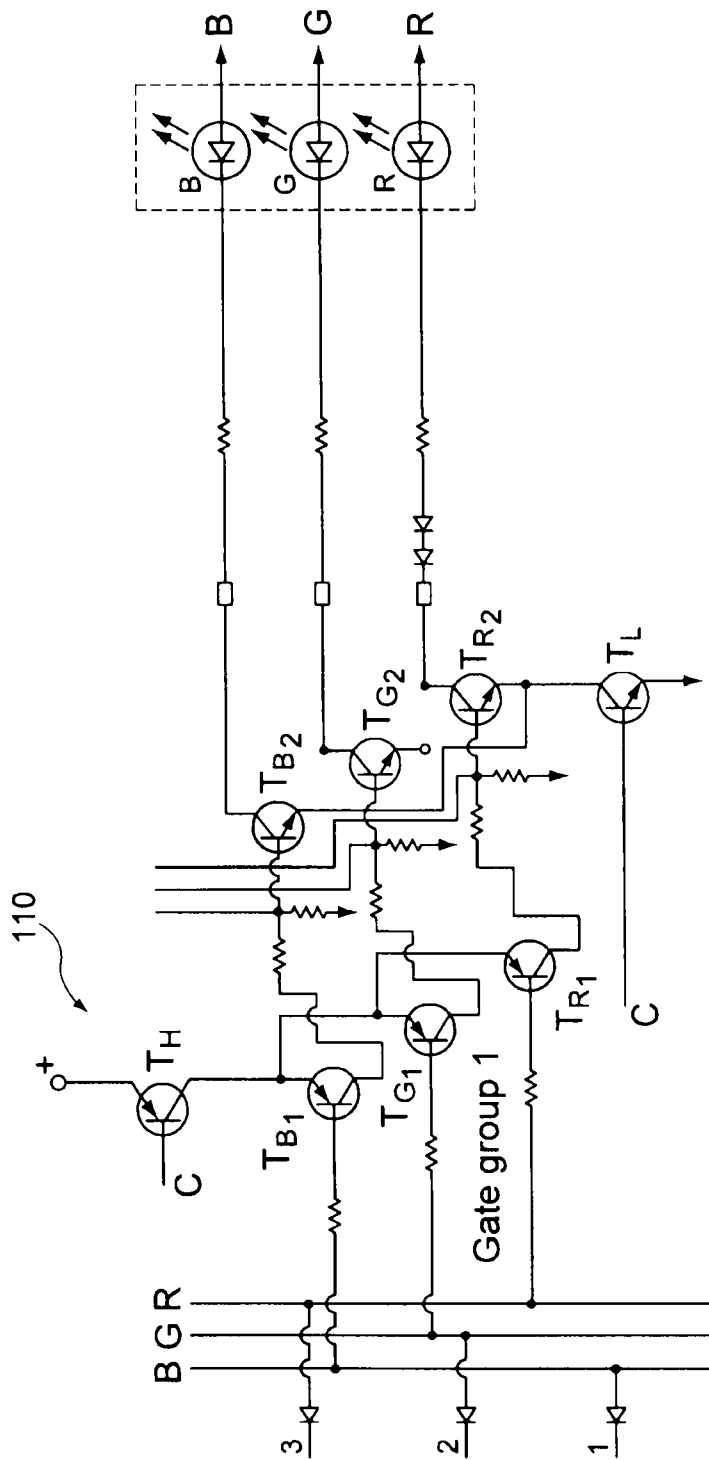 B
G
R
B
G
R
110
+
T_H
C
T_B2
T_G2
T_R2
T_L
C
T_B1
T_G1
T_R1
Gate group 1
B G R
3
2
1